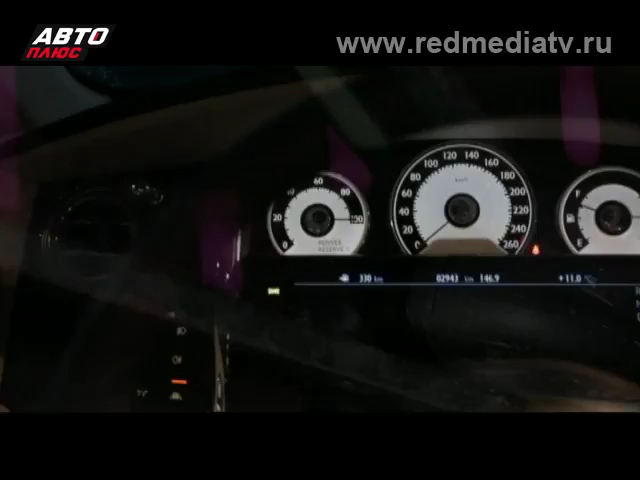 АВТО
ПЛЮС
www.redmediatv.ru
0 20 40 60 80 100
POWER
RESERVE %
0 20 40 60 80 100 120 140 160 180 200 220 240 260
km/h
F
E
330 km 02943 km 146.9 +11.0 °C